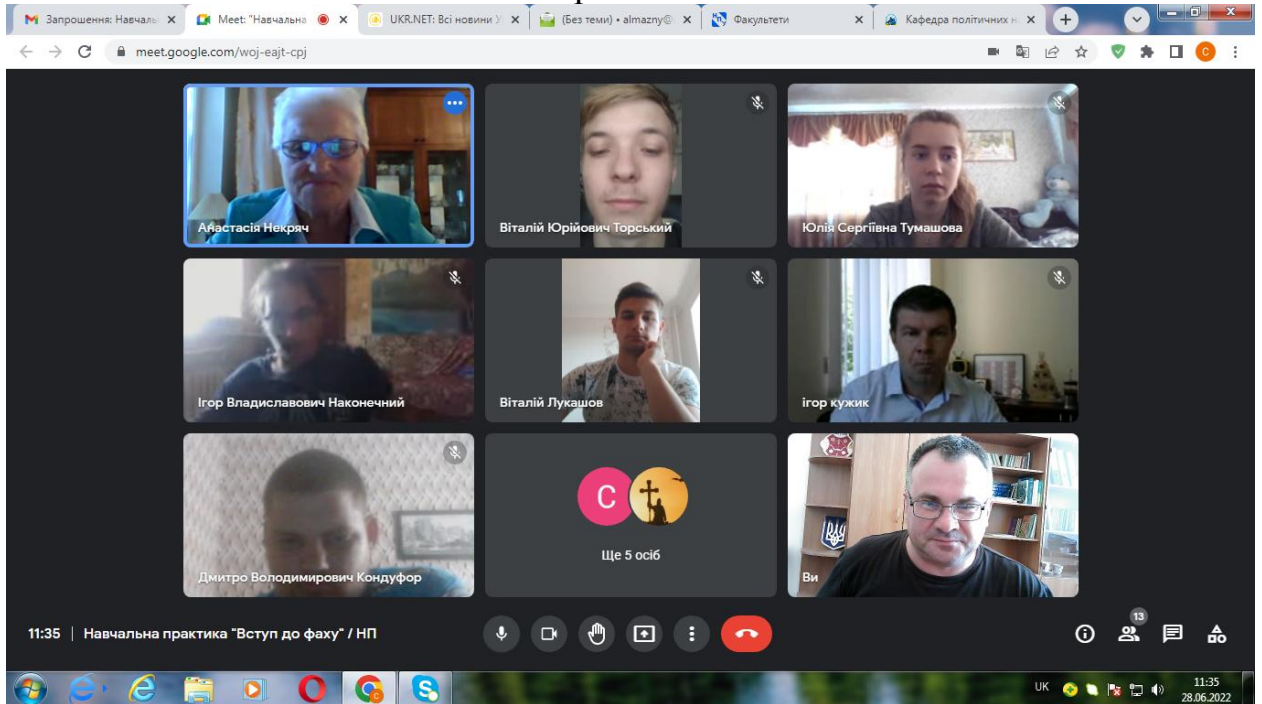 Запрошення: Навчаль
Meet: "Навчальна
UKR.NET: Всі новини У
(Без теми) • almazny@
Факультети
Кафедра політичних н
meet.google.com/woj-eajt-cpj
C
Анастасія Некряч
Віталій Юрійович Торський
Юлія Сергіївна Тумашова
Ігор Владиславович Наконечний
Віталій Лукашов
ігор кужик
Дмитро Володимирович Кондуфор
C
Ще 5 осіб
Ви
11:35 | Навчальна практика "Вступ до фаху" / НП
13
UK
11:35
28.06.2022